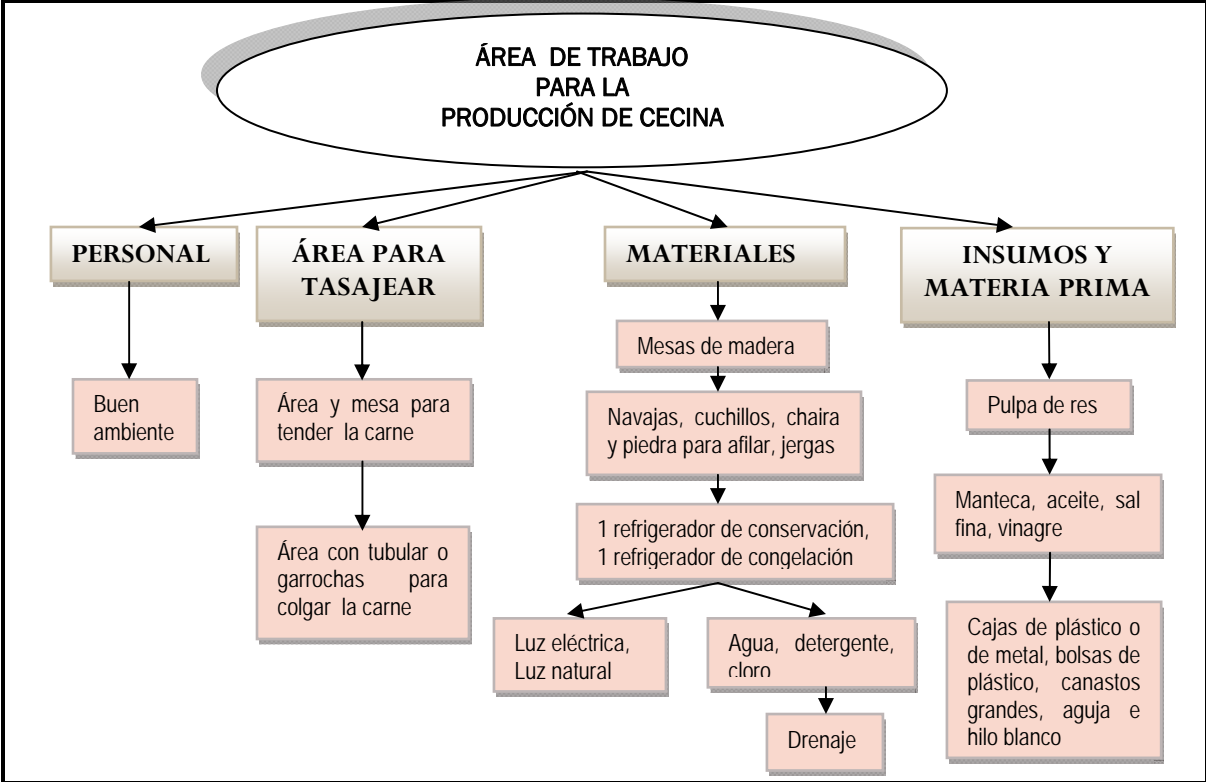 ÁREA DE TRABAJO
PARA LA
PRODUCCIÓN DE CECINA
PERSONAL
Buen
ambiente
ÁREA PARA
TASAJEAR
Área y mesa para
tender la carne
Área con tubular o
garrochas para
colgar la carne
MATERIALES
Mesas de madera
Navajas, cuchillos, chaira
y piedra para afilar, jergas
1 refrigerador de conservación,
1 refrigerador de congelación
Luz eléctrica,
Luz natural
Agua, detergente,
cloro
Drenaje
INSUMOS Y
MATERIA PRIMA
Pulpa de res
Manteca, aceite, sal
fina, vinagre
Cajas de plástico o
de metal, bolsas de
plástico, canastos
grandes, aguja e
hilo blanco